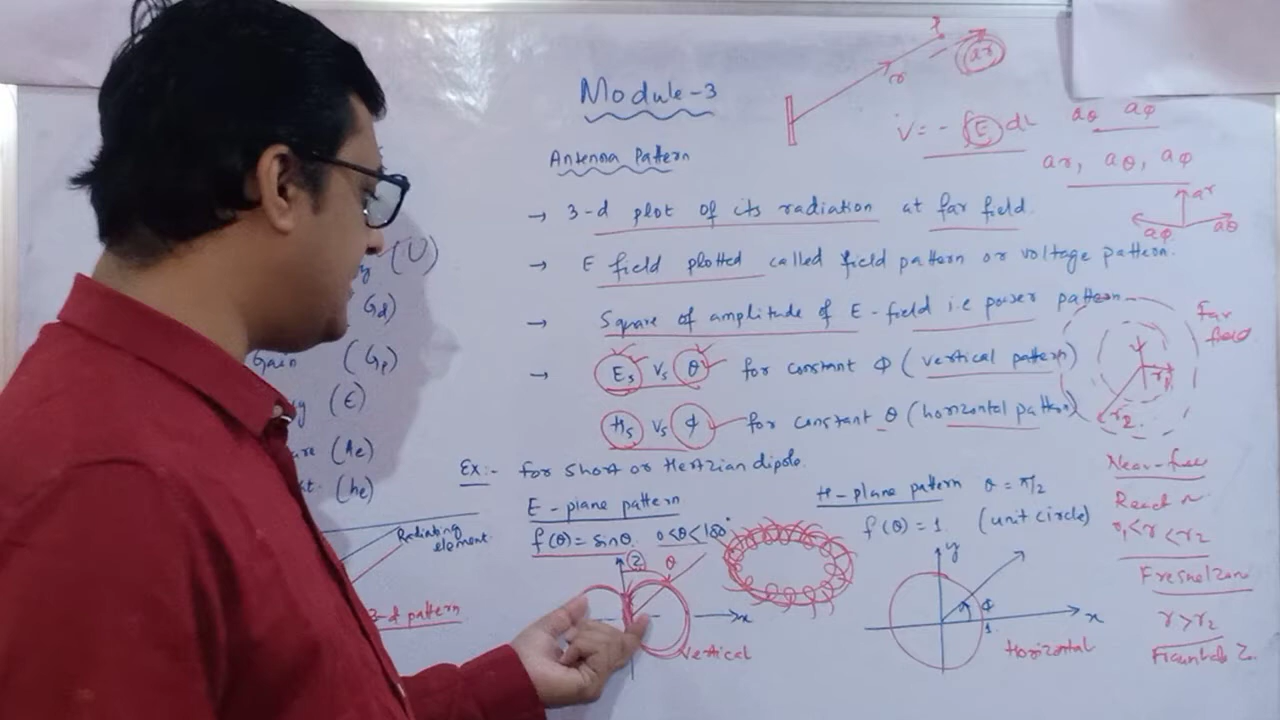 Module-3
Antenna Pattern
→ 3-d plot of its radiation at far field.
→ E field plotted called field pattern or voltage pattern.
→ Square of amplitude of E-field i.e power pattern
→ Es Vs θ for constant Φ (vertical pattern)
Hs Vs Φ for constant θ (horizontal pattern)
Ex:- for short or Hertzian dipole.
E-plane pattern
f(θ) = sinθ. 0<θ<180°
z
θ
x
Vertical
H-plane pattern θ = π/2
f(θ) = 1 (unit circle)
y
Φ
1
x
Horizontal
r
ar
V = - ∫E dl
aθ aΦ
ar, aθ, aΦ
ar
aΦ aθ
Far
field
r1
r2
r1<r<r2
Fresnel Zone
r>r2
(U)
Gd)
Gain (Gp)
(E)
(Ae)
(he)
Radiating
element.
3-d pattern